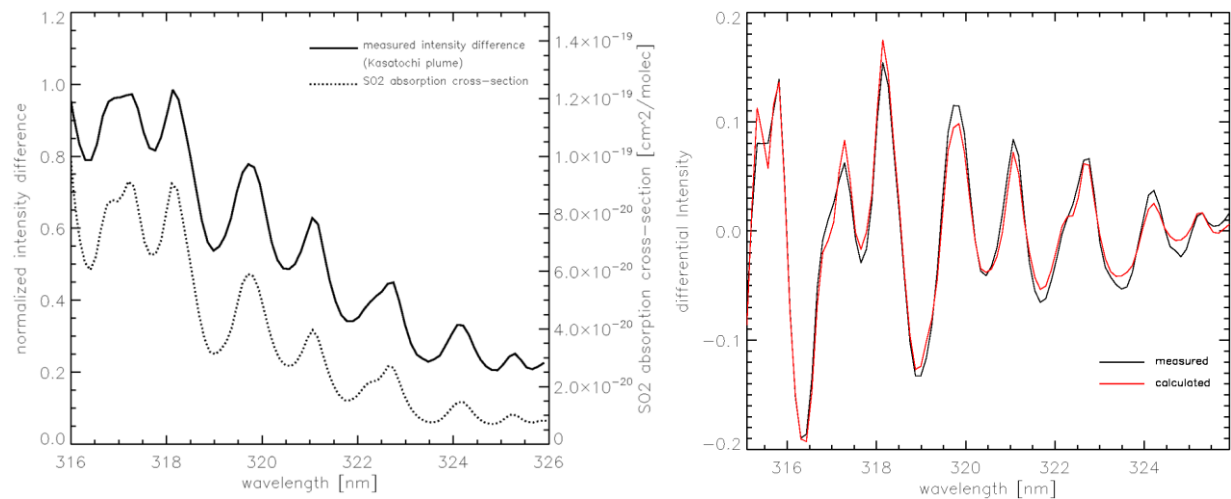 1.2
1.0
0.8
0.6
0.4
0.2
0.0
normalized intensity difference
measured intensity difference
(Kasatochi plume)
SO2 absorption cross-section
1.4×10^-19
1.2×10^-19
1.0×10^-19
8.0×10^-20
6.0×10^-20
4.0×10^-20
2.0×10^-20
0
SO2 absorption cross-section [cm^2/molec]
316 318 320 322 324 326
wavelength [nm]
0.2
0.1
0.0
-0.1
-0.2
differential Intensity
measured
calculated
316 318 320 322 324
wavelength [nm]